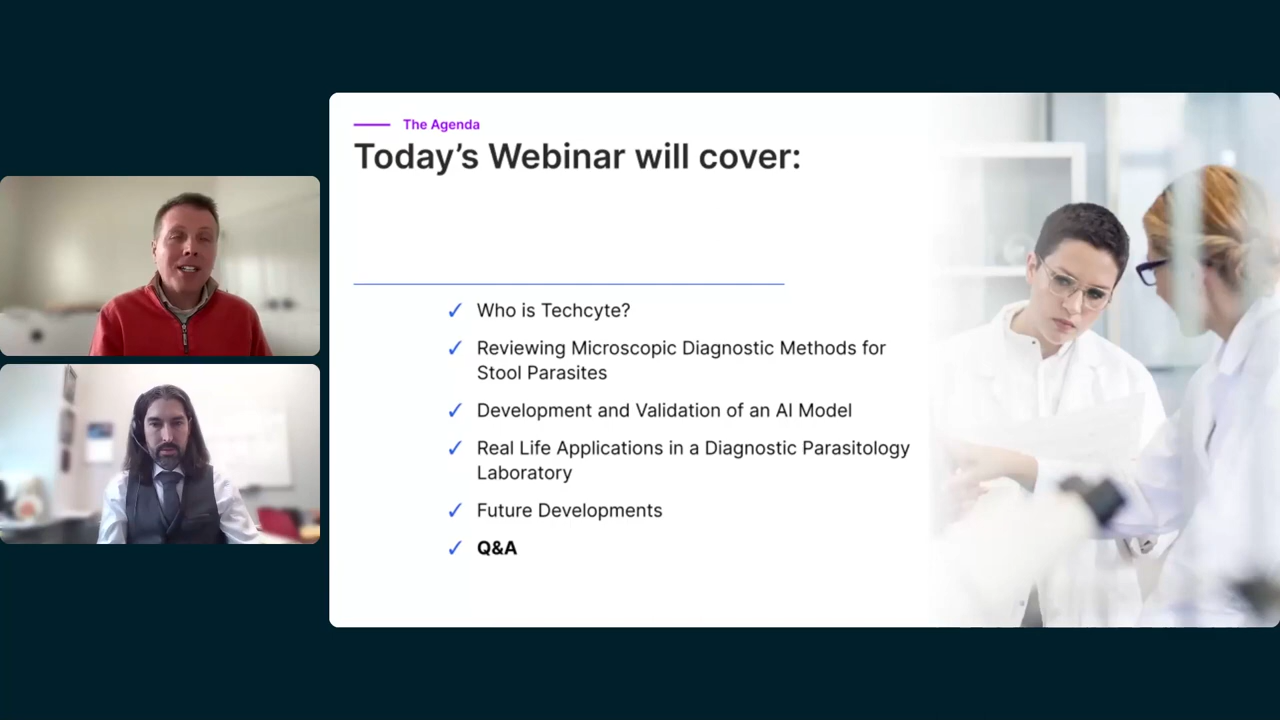 The Agenda
Today’s Webinar will cover:
✓ Who is Techcyte?
✓ Reviewing Microscopic Diagnostic Methods for
Stool Parasites
✓ Development and Validation of an AI Model
✓ Real Life Applications in a Diagnostic Parasitology
Laboratory
✓ Future Developments
✓ Q&A